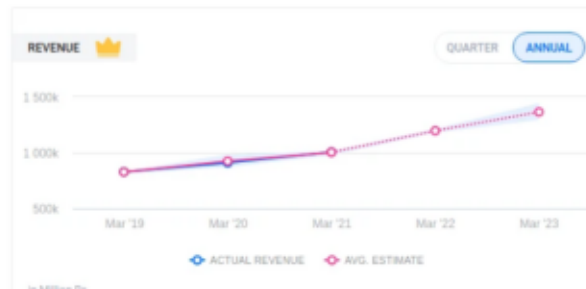 REVENUE
QUARTER ANNUAL
1 500k
1 000k
500k
Mar '19 Mar '20 Mar '21 Mar '22 Mar '23
ACTUAL REVENUE AVG. ESTIMATE